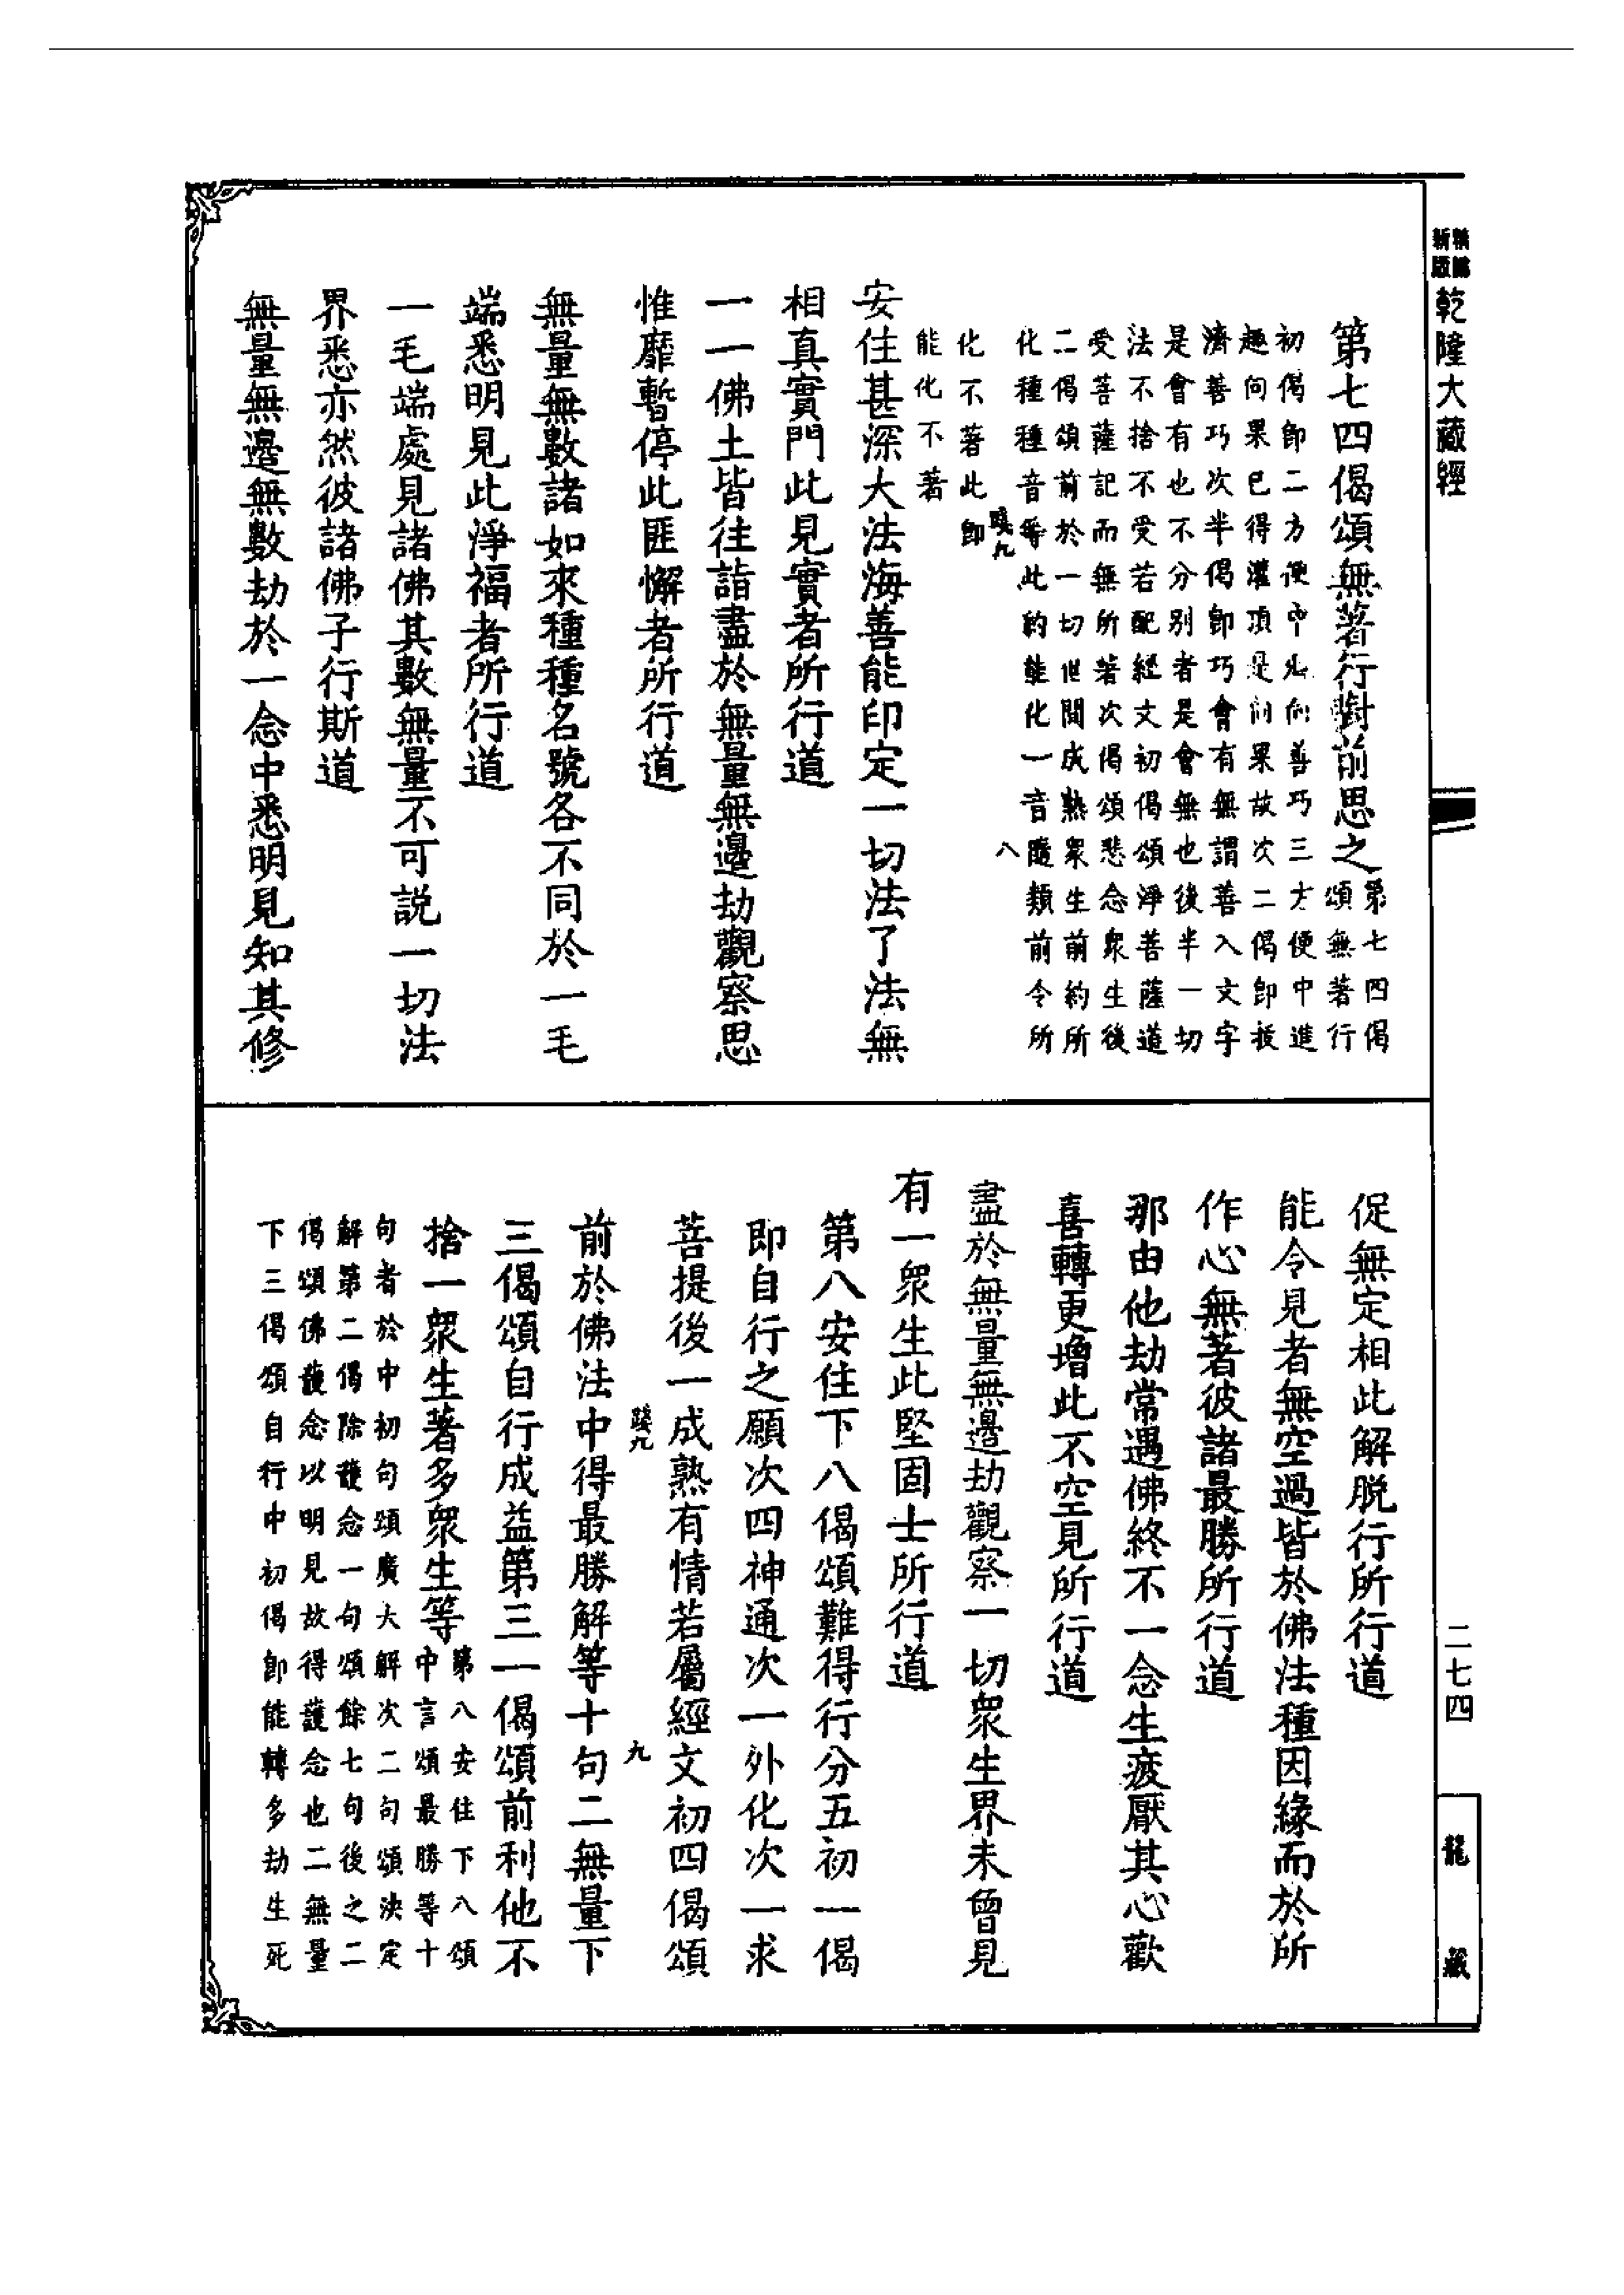 新版
乾隆大藏經
第七四偈頌無著行對前思之
第七四偈
頌無著行
初偈即二方便中
善巧三方便中進
趣向果已得灌頂是
果故次二偈即拔
濟善巧次半偈即巧會有無謂善入文字
是會有也不分別者是會無也後半一切
法不捨不受若配經文初偈頌淨菩薩道
受菩薩記而無所著次偈頌悲念眾生後
二偈頌前於一切世間成熟眾生前約所
化種種音等此約能化一音隨類前令所
踐九
八
化不著此即
能化不著
安住甚深大法海善能印定一切法了法無
相真實門此見實者所行道
一一佛土皆往詣盡於無量無邊劫觀察思
惟靡暫停此匪懈者所行道
無量無數諸如來種種名號各不同於一毛
端悉明見此淨福者所行道
一毛端處見諸佛其數無量不可說一切法
界悉亦然彼諸佛子行斯道
無量無邊無數劫於一念中悉明見知其修
促無定相此解脫行所行道
能令見者無空過皆於佛法種因緣而於所
作心無著彼諸最勝所行道
那由他劫常遇佛終不一念生疲厭其心歡
喜轉更增此不空見所行道
盡於無量無邊劫觀察一切眾生界未曾見
有一眾生此堅固士所行道
第八安住下八偈頌難得行分五初一偈
即自行之願次四神通次一外化次一求
菩提後一成熟有情若屬經文初四偈頌
踐九
九
前於佛法中得最勝解等十句二無量下
三偈頌自行成益第三一偈頌前利他不
捨一眾生著多眾生等
第八安住下八頌
中言頌最勝等十
句者於中初句頌廣大解次二句頌決定
解第二偈除護念一句頌餘七句後之二
偈頌佛護念以明見故得護念也二無量
下三偈頌自行中初偈即能轉多劫生死
二七四
龍藏